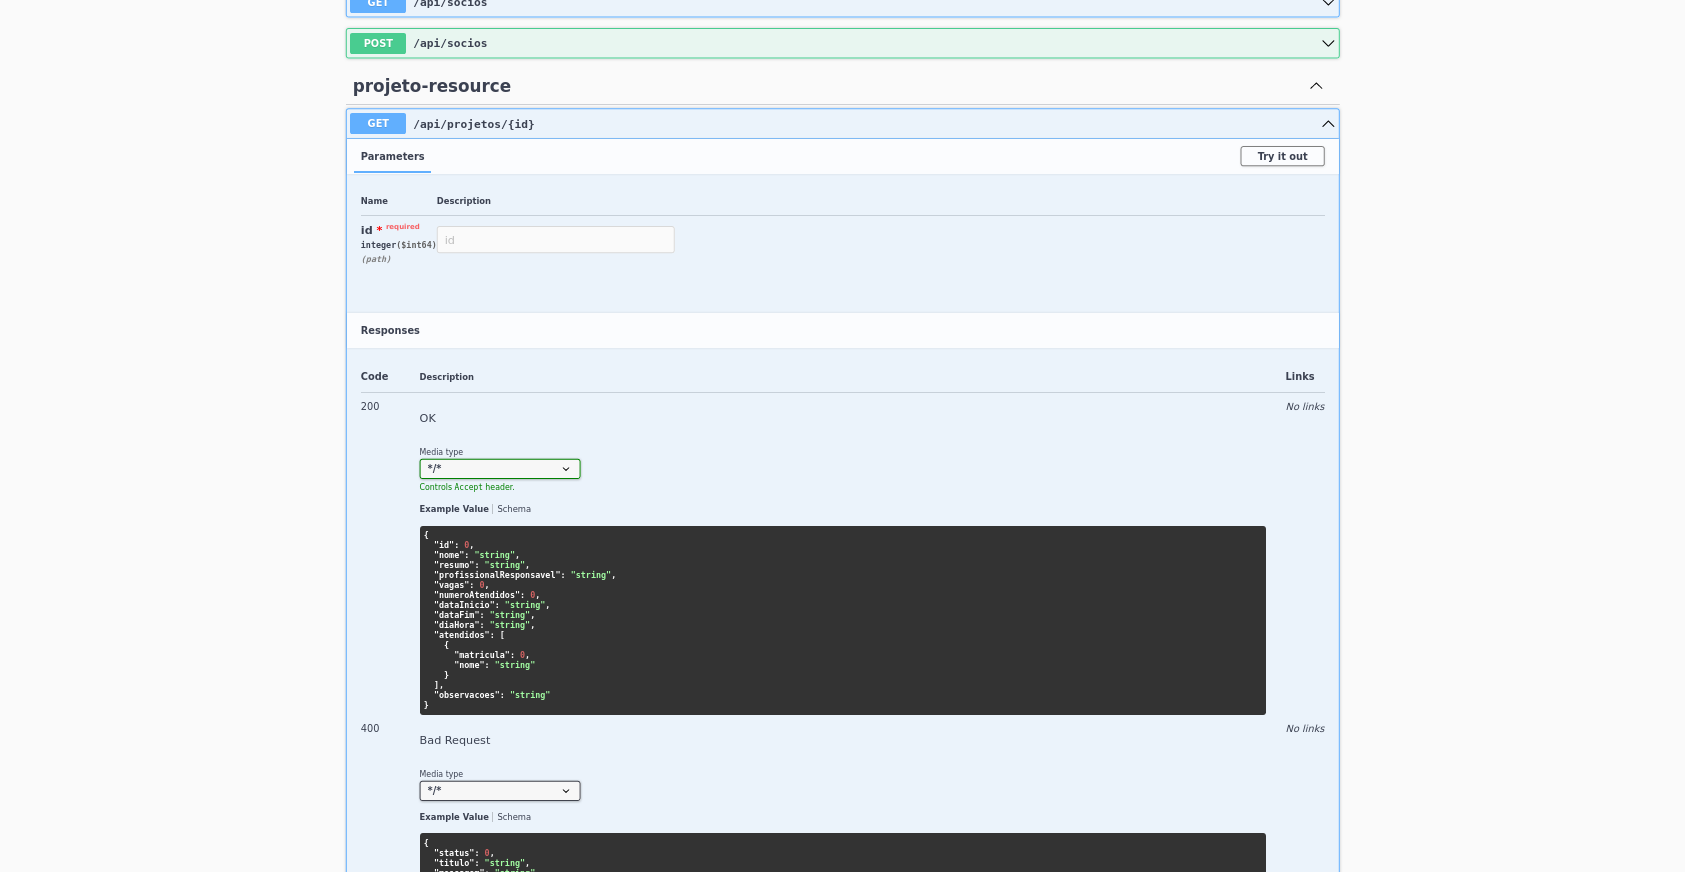 GET /api/socios
POST /api/socios
projeto-resource
GET /api/projetos/{id}
Parameters Try it out
Name Description
id * required
integer($int64)
(path)
id
Responses
Code Description Links
200 No links
OK
Media type
*/*
Controls Accept header.
Example Value Schema
{
"id": 0,
"nome": "string",
"resumo": "string",
"profissionalResponsavel": "string",
"vagas": 0,
"numeroAtendidos": 0,
"dataInicio": "string",
"dataFim": "string",
"diaHora": "string",
"atendidos": [
{
"matricula": 0,
"nome": "string"
}
],
"observacoes": "string"
}
400 No links
Bad Request
Media type
*/*
Example Value Schema
{
"status": 0,
"titulo": "string",